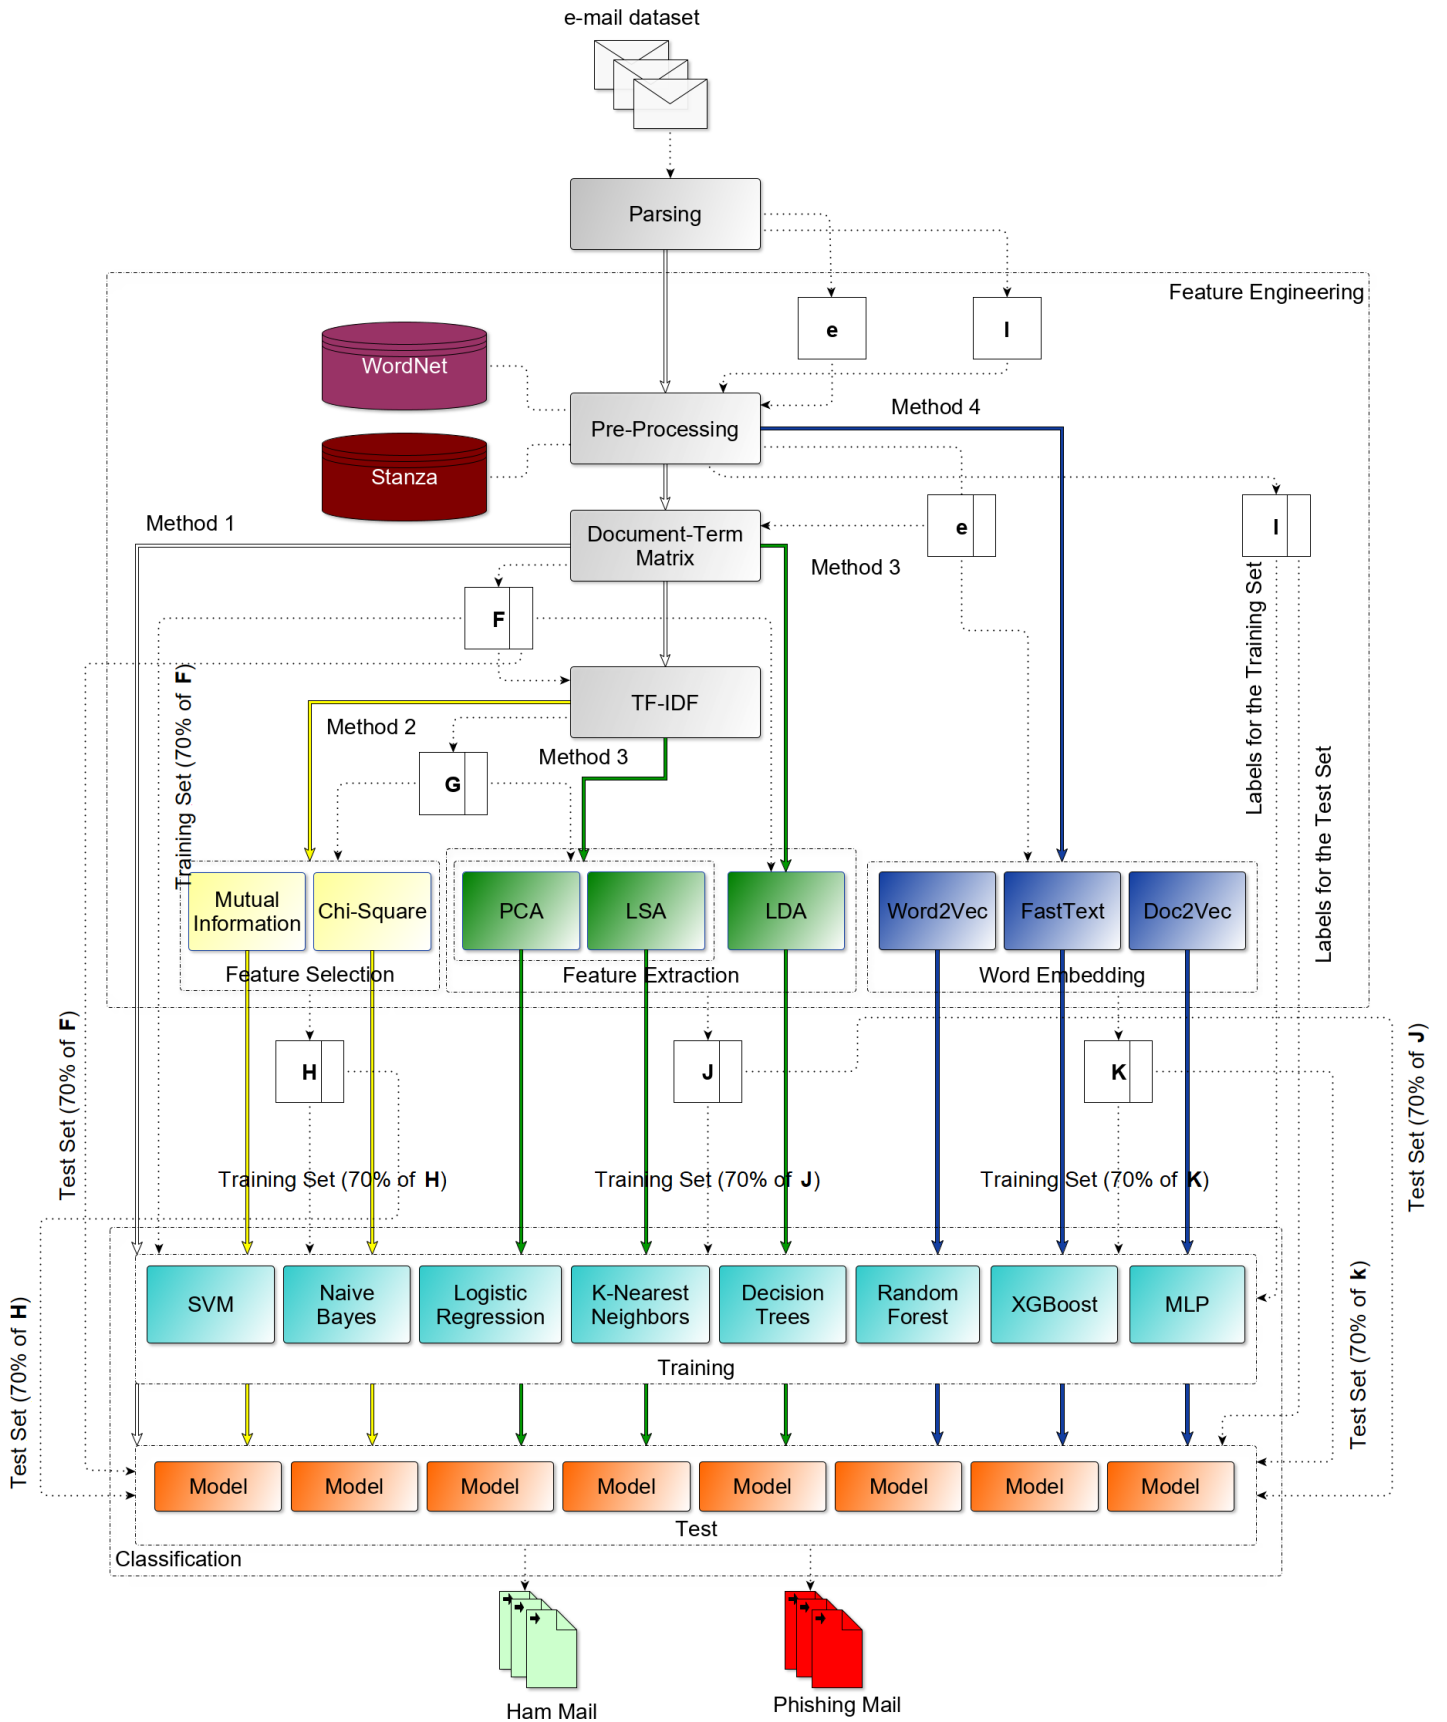 e-mail dataset
Parsing
Feature Engineering
e
l
WordNet
Method 4
Pre-Processing
Stanza
Method 1
Document-Term
Matrix
e
l
Method 3
F
Labels for the Training Set
Training Set (70% of F)
TF-IDF
Method 2
Method 3
G
Labels for the Test Set
Mutual
Information
Chi-Square
PCA
LSA
LDA
Word2Vec
FastText
Doc2Vec
Feature Selection
Feature Extraction
Word Embedding
Test Set (70% of F)
H
J
K
Test Set (70% of J)
Training Set (70% of H)
Training Set (70% of J)
Training Set (70% of K)
SVM
Naive
Bayes
Logistic
Regression
K-Nearest
Neighbors
Decision
Trees
Random
Forest
XGBoost
MLP
Training
Test Set (70% of H)
Test Set (70% of k)
Model
Model
Model
Model
Model
Model
Model
Model
Test
Classification
Ham Mail
Phishing Mail